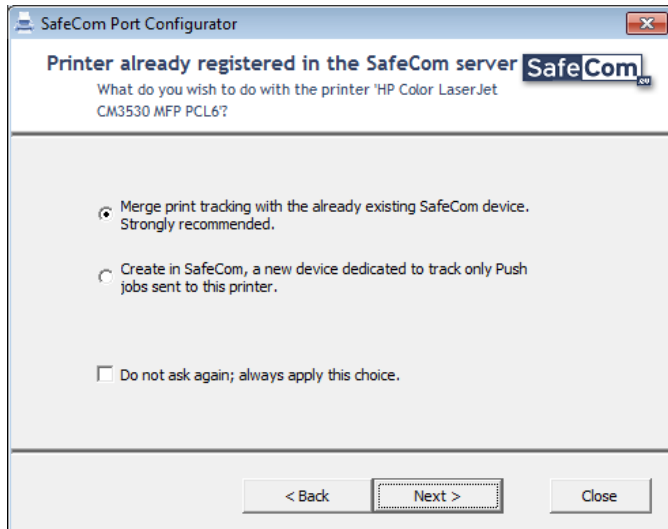 SafeCom Port Configurator
Printer already registered in the SafeCom server
SafeCom.eu
What do you wish to do with the printer 'HP Color LaserJet
CM3530 MFP PCL6'?
Merge print tracking with the already existing SafeCom device.
Strongly recommended.
Create in SafeCom, a new device dedicated to track only Push
jobs sent to this printer.
Do not ask again; always apply this choice.
< Back
Next >
Close